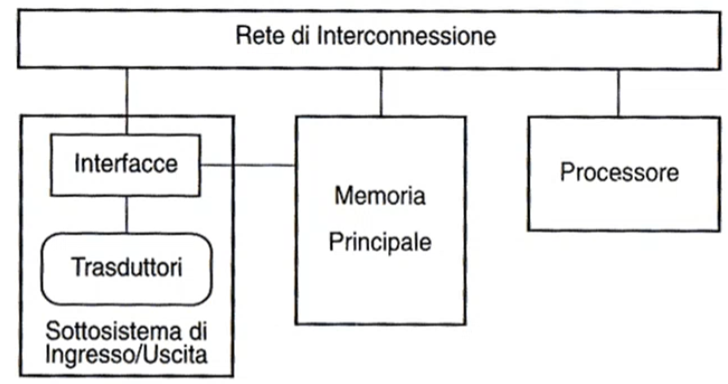 Rete di Interconnessione
Interfacce
Trasduttori
Sottosistema di
Ingresso/Uscita
Memoria
Principale
Processore